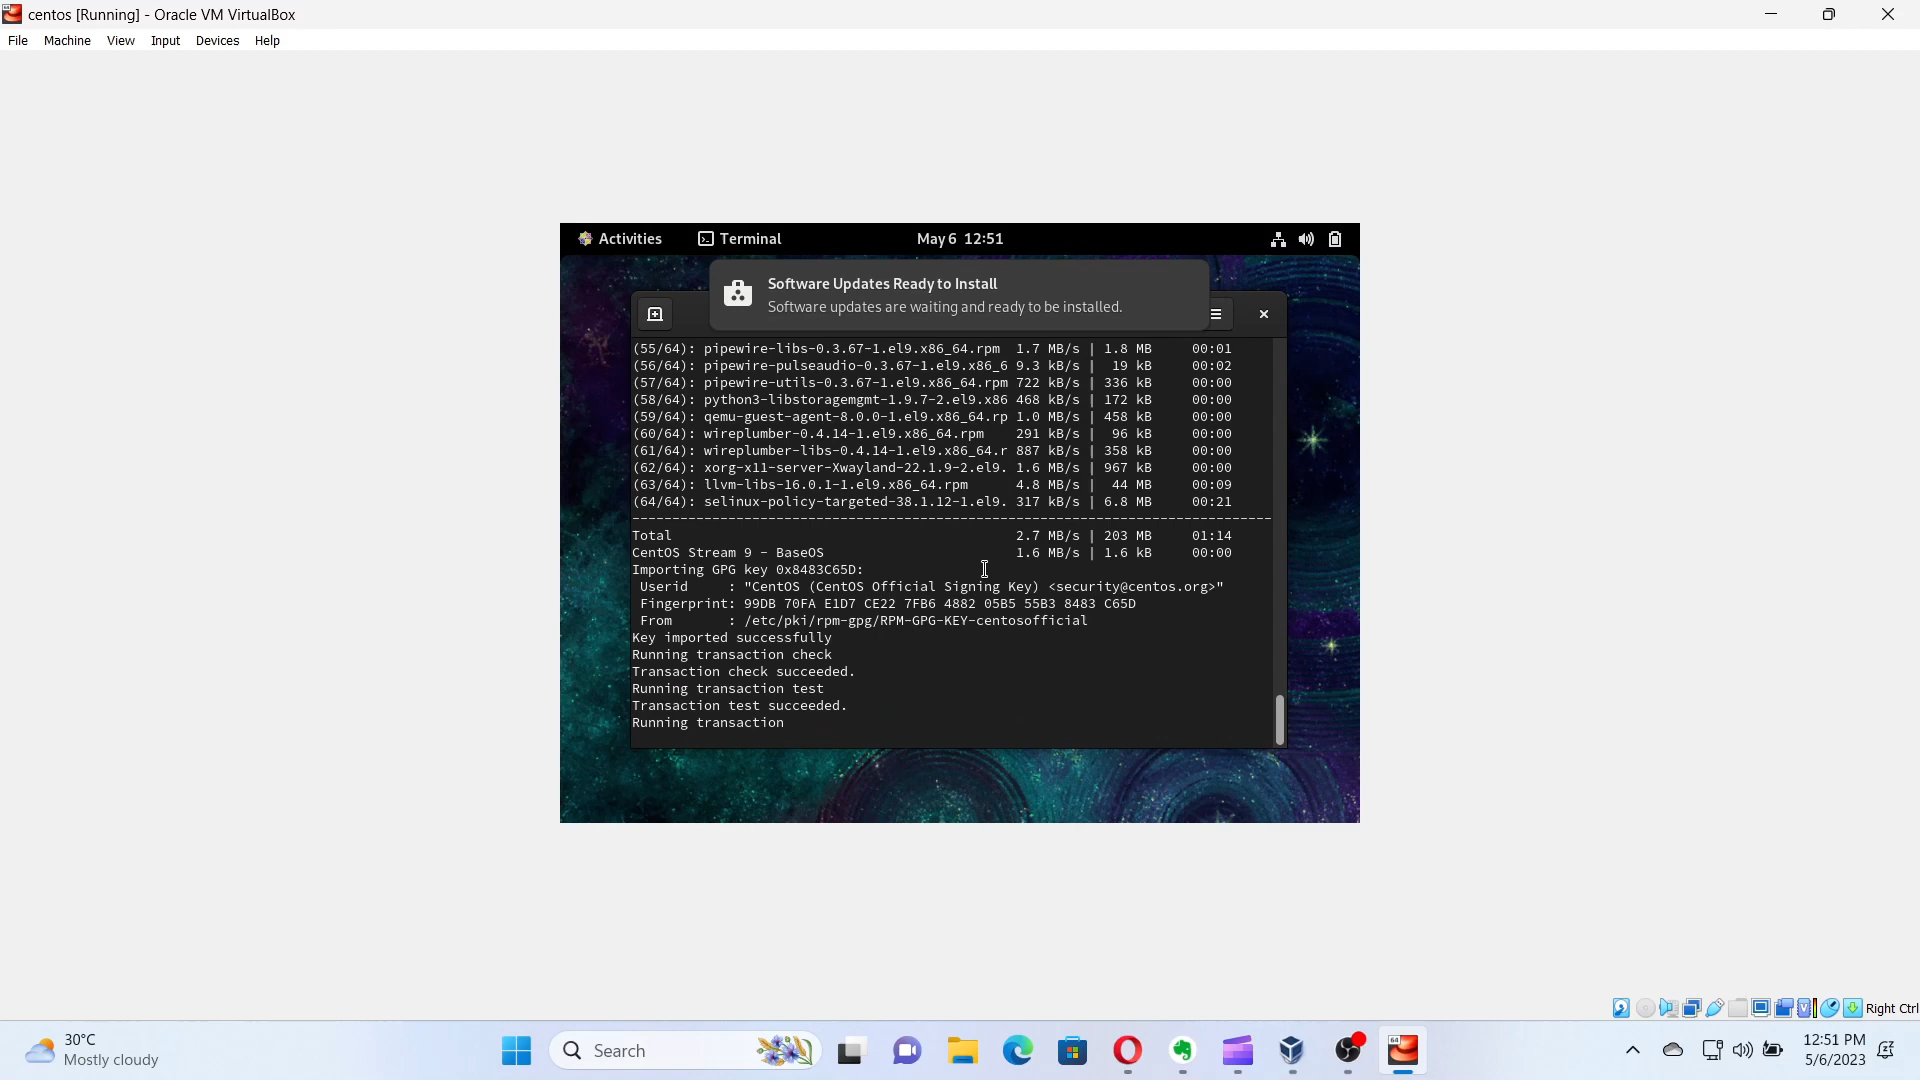 centos [Running] - Oracle VM VirtualBox
File Machine View Input Devices Help
Activities Terminal May 6 12:51
Software Updates Ready to Install
Software updates are waiting and ready to be installed.
(55/64): pipewire-libs-0.3.67-1.el9.x86_64.rpm 1.7 MB/s | 1.8 MB 00:01
(56/64): pipewire-pulseaudio-0.3.67-1.el9.x86_6 9.3 kB/s | 19 kB 00:02
(57/64): pipewire-utils-0.3.67-1.el9.x86_64.rpm 722 kB/s | 336 kB 00:00
(58/64): python3-libstoragemgmt-1.9.7-2.el9.x86 468 kB/s | 172 kB 00:00
(59/64): qemu-guest-agent-8.0.0-1.el9.x86_64.rp 1.0 MB/s | 458 kB 00:00
(60/64): wireplumber-0.4.14-1.el9.x86_64.rpm 291 kB/s | 96 kB 00:00
(61/64): wireplumber-libs-0.4.14-1.el9.x86_64.r 887 kB/s | 358 kB 00:00
(62/64): xorg-x11-server-Xwayland-22.1.9-2.el9. 1.6 MB/s | 967 kB 00:00
(63/64): llvm-libs-16.0.1-1.el9.x86_64.rpm 4.8 MB/s | 44 MB 00:09
(64/64): selinux-policy-targeted-38.1.12-1.el9. 317 kB/s | 6.8 MB 00:21
--------------------------------------------------------------------------------
Total 2.7 MB/s | 203 MB 01:14
CentOS Stream 9 - BaseOS 1.6 MB/s | 1.6 kB 00:00
Importing GPG key 0x8483C65D:
Userid : "CentOS (CentOS Official Signing Key) <security@centos.org>"
Fingerprint: 99DB 70FA E1D7 CE22 7FB6 4882 05B5 55B3 8483 C65D
From : /etc/pki/rpm-gpg/RPM-GPG-KEY-centosofficial
Key imported successfully
Running transaction check
Transaction check succeeded.
Running transaction test
Transaction test succeeded.
Running transaction
Right Ctrl
30°C
Mostly cloudy
Search
12:51 PM
5/6/2023